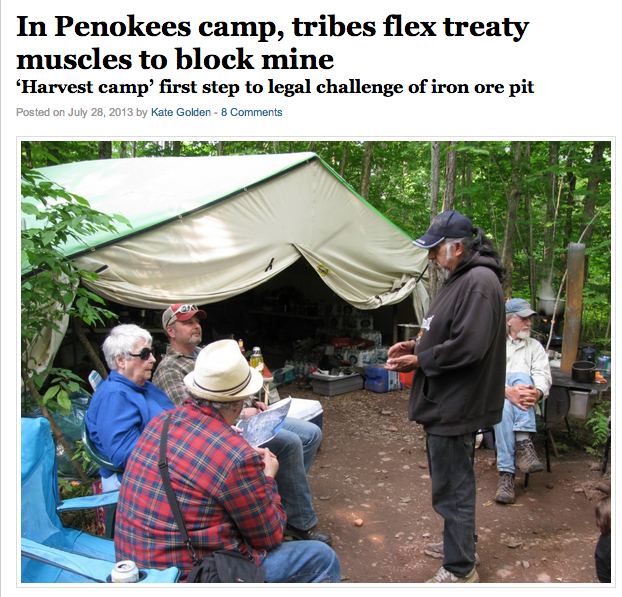 In Penokees camp, tribes flex treaty
muscles to block mine
‘Harvest camp’ first step to legal challenge of iron ore pit
Posted on July 28, 2013 by Kate Golden - 8 Comments